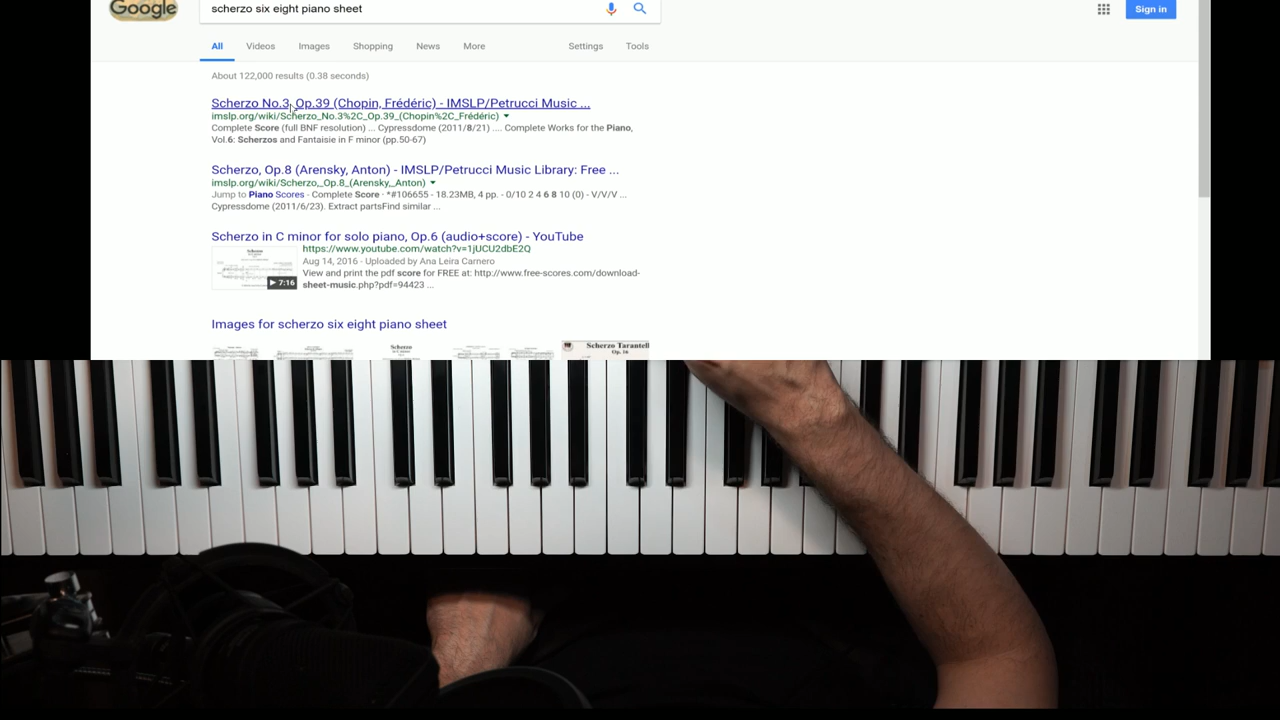 Google
scherzo six eight piano sheet
Sign in
All Videos Images Shopping News More Settings Tools
About 122,000 results (0.38 seconds)
Scherzo No.3, Op.39 (Chopin, Frédéric) - IMSLP/Petrucci Music ...
imslp.org/wiki/Scherzo_No.3%2C_Op.39_(Chopin%2C_Frédéric)
Complete Score (full BNF resolution) ... Cypressdome (2011/8/21) .... Complete Works for the Piano,
Vol.6: Scherzos and Fantaisie in F minor (pp.50-67)
Scherzo, Op.8 (Arensky, Anton) - IMSLP/Petrucci Music Library: Free ...
imslp.org/wiki/Scherzo,_Op.8_(Arensky,_Anton)
Jump to Piano Scores - Complete Score · *#106655 - 18.23MB, 4 pp. - 0/10 2 4 6 8 10 (0) - V/V/V ...
Cypressdome (2011/6/23). Extract partsFind similar ...
Scherzo in C minor for solo piano, Op.6 (audio+score) - YouTube
https://www.youtube.com/watch?v=1jUCU2dbE2Q
Aug 14, 2016 - Uploaded by Ana Leira Carnero
View and print the pdf score for FREE at: http://www.free-scores.com/download-
sheet-music.php?pdf=94423 ...
Scherzo
7:16
Images for scherzo six eight piano sheet
Scherzo
Scherzo Tarantell
Op. 16